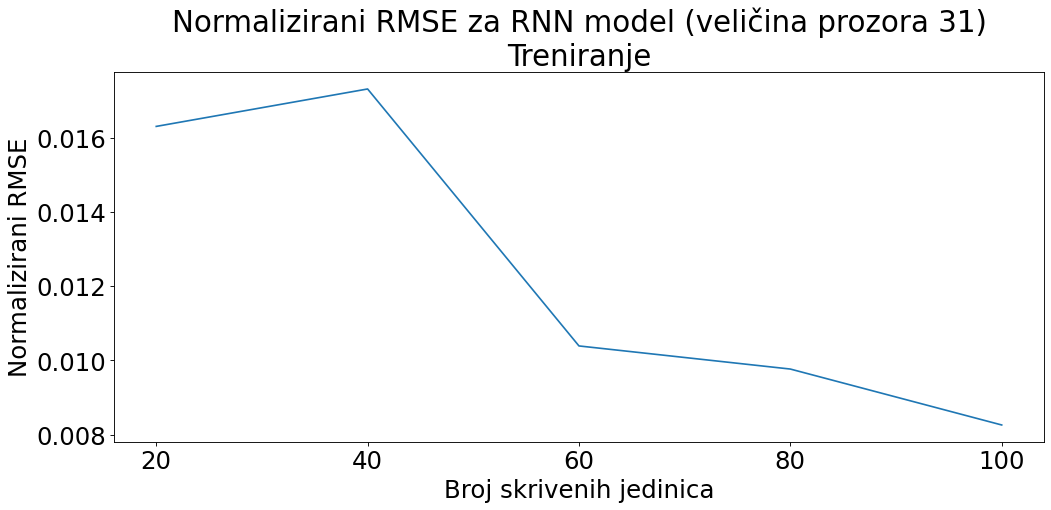 Normalizirani RMSE za RNN model (veličina prozora 31)
Treniranje
Normalizirani RMSE
0.016
0.014
0.012
0.010
0.008
20 40 60 80 100
Broj skrivenih jedinica